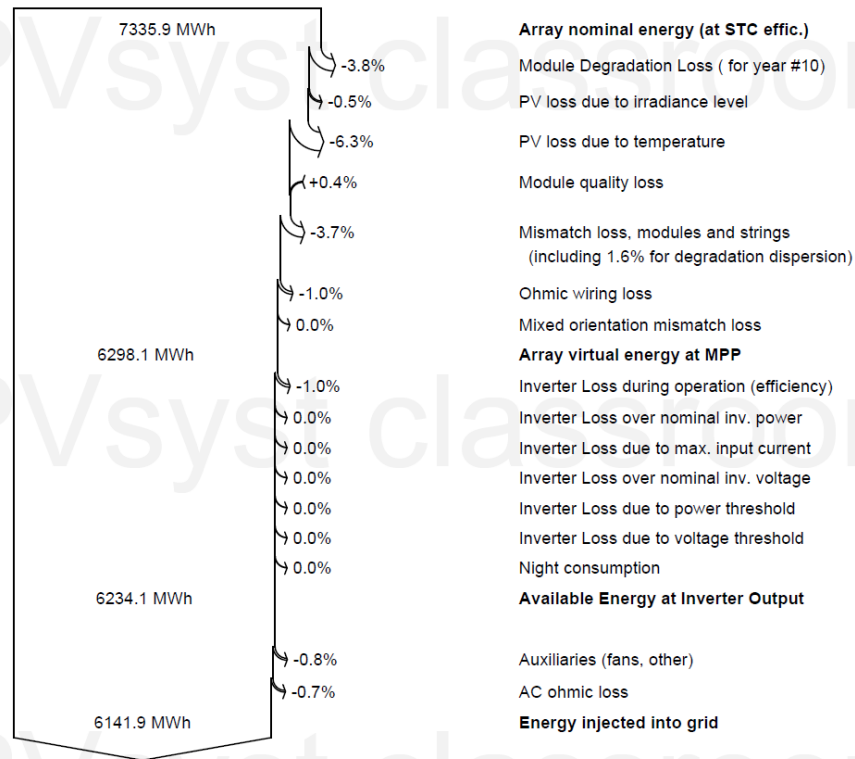 PVsyst classroom
7335.9 MWh Array nominal energy (at STC effic.)
-3.8% Module Degradation Loss ( for year #10)
-0.5% PV loss due to irradiance level
-6.3% PV loss due to temperature
+0.4% Module quality loss
-3.7% Mismatch loss, modules and strings
(including 1.6% for degradation dispersion)
-1.0% Ohmic wiring loss
0.0% Mixed orientation mismatch loss
6298.1 MWh Array virtual energy at MPP
-1.0% Inverter Loss during operation (efficiency)
PVsyst classroom
0.0% Inverter Loss over nominal inv. power
0.0% Inverter Loss due to max. input current
0.0% Inverter Loss over nominal inv. voltage
0.0% Inverter Loss due to power threshold
0.0% Inverter Loss due to voltage threshold
0.0% Night consumption
6234.1 MWh Available Energy at Inverter Output
-0.8% Auxiliaries (fans, other)
-0.7% AC ohmic loss
6141.9 MWh Energy injected into grid
PVsyst classroom